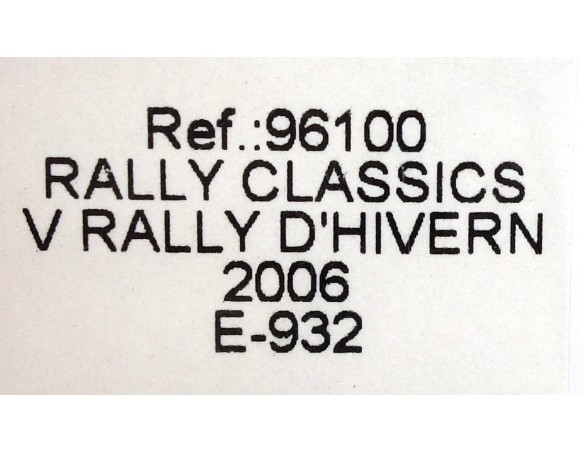 Ref.:96100
RALLY CLASSICS
V RALLY D'HIVERN
2006
E-932